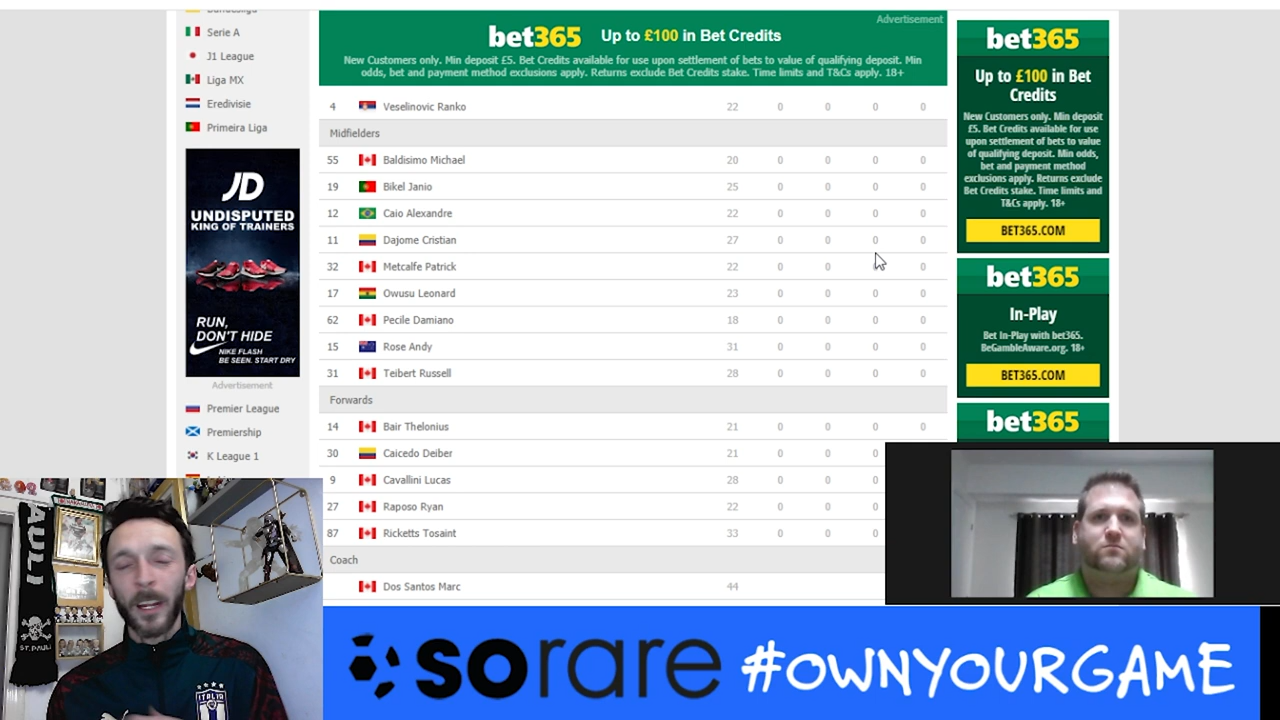 Serie A
J1 League
Liga MX
Eredivisie
Primeira Liga
JD
UNDISPUTED
KING OF TRAINERS
RUN,
DON'T HIDE
NIKE FLASH
BE SEEN. START DRY
Advertisement
Premier League
Premiership
K League 1
Advertisement
bet365 Up to £100 in Bet Credits
New Customers only. Min deposit £5. Bet Credits available for use upon settlement of bets to value of qualifying deposit. Min
odds, bet and payment method exclusions apply. Returns exclude Bet Credits stake. Time limits and T&Cs apply. 18+
4 Veselinovic Ranko 22 0 0 0 0
Midfielders
55 Baldisimo Michael 20 0 0 0 0
19 Bikel Janio 25 0 0 0 0
12 Caio Alexandre 22 0 0 0 0
11 Dajome Cristian 27 0 0 0 0
32 Metcalfe Patrick 22 0 0 0 0
17 Owusu Leonard 23 0 0 0 0
62 Pecile Damiano 18 0 0 0 0
15 Rose Andy 31 0 0 0 0
31 Teibert Russell 28 0 0 0 0
Forwards
14 Bair Thelonius 21 0 0 0 0
30 Caicedo Deiber 21 0 0 0
9 Cavallini Lucas 28 0 0 0
27 Raposo Ryan 22 0 0 0
87 Ricketts Tosaint 33 0 0 0
Coach
Dos Santos Marc 44
bet365
Up to £100 in Bet
Credits
New Customers only. Min deposit
£5. Bet Credits available for use
upon settlement of bets to value
of qualifying deposit. Min odds,
bet and payment method
exclusions apply. Returns exclude
Bet Credits stake. Time limits and
T&Cs apply. 18+
BET365.COM
bet365
In-Play
Bet In-Play with bet365.
BeGambleAware.org. 18+
BET365.COM
bet365
AULI
ST. PAULI
ITALIA
sorare #OWNYOURGAME